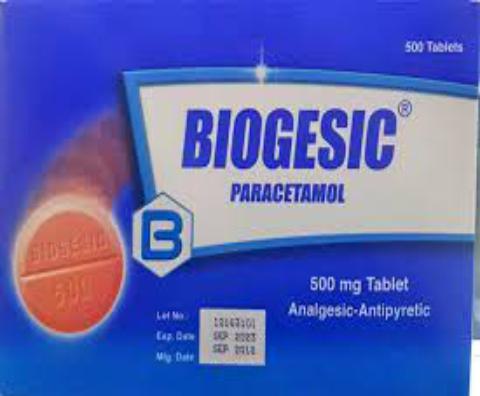 500 Tablets
BIOGESIC®
PARACETAMOL
B
BIOGESIC
500
500 mg Tablet
Analgesic-Antipyretic
Lot No.:
Exp. Date SEP 2023
Mfg. Date SEP 2018